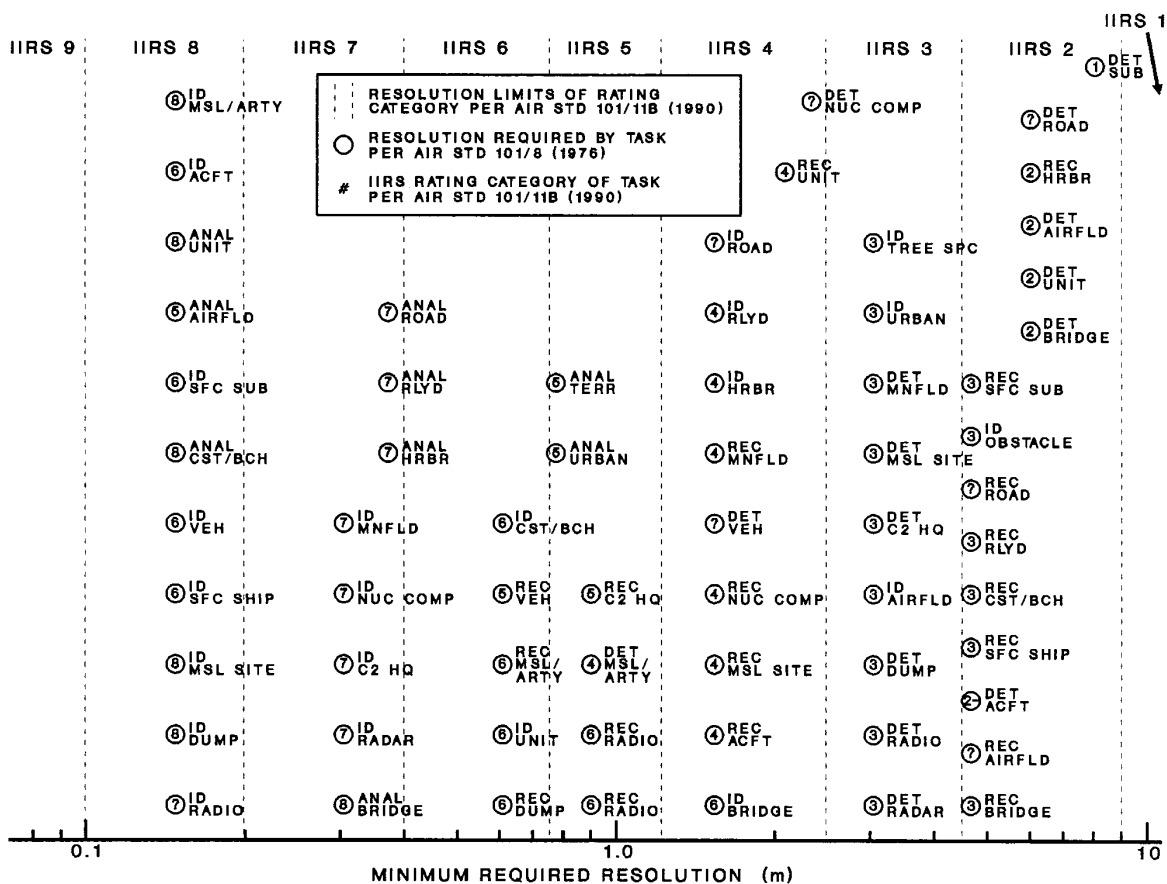 IIRS 1
IIRS 9 IIRS 8 IIRS 7 IIRS 6 IIRS 5 IIRS 4 IIRS 3 IIRS 2
RESOLUTION LIMITS OF RATING
CATEGORY PER AIR STD 101/11B (1990)
RESOLUTION REQUIRED BY TASK
PER AIR STD 101/8 (1976)
# IIRS RATING CATEGORY OF TASK
PER AIR STD 101/11B (1990)
8 ID
MSL/ARTY
6 ID
ACFT
8 ANAL
UNIT
5 ANAL
AIRFLD
6 ID
SFC SUB
8 ANAL
CST/BCH
6 ID
VEH
6 ID
SFC SHIP
8 ID
MSL SITE
8 ID
DUMP
? ID
RADIO
7 ANAL
ROAD
7 ANAL
RLYD
7 ANAL
HRBR
7 ID
MNFLD
7 ID
NUC COMP
7 ID
C2 HQ
7 ID
RADAR
8 ANAL
BRIDGE
6 ID
CST/BCH
5 REC
VEH
6 REC
MSL/
ARTY
6 ID
UNIT
6 REC
DUMP
5 ANAL
TERR
5 ANAL
URBAN
5 REC
C2 HQ
4 DET
MSL/
ARTY
6 REC
RADIO
6 REC
RADIO
? DET
NUC COMP
4 REC
UNIT
? ID
ROAD
4 ID
RLYD
4 ID
HRBR
4 REC
MNFLD
? DET
VEH
4 REC
NUC COMP
4 REC
MSL SITE
4 REC
ACFT
6 ID
BRIDGE
3 ID
TREE SPC
3 ID
URBAN
3 DET
MNFLD
3 DET
MSL SITE
3 DET
C2 HQ
3 ID
AIRFLD
3 DET
DUMP
3 DET
RADIO
3 DET
RADAR
1 DET
SUB
? DET
ROAD
2 REC
HRBR
2 DET
AIRFLD
2 DET
UNIT
2 DET
BRIDGE
3 REC
SFC SUB
3 ID
OBSTACLE
? REC
ROAD
3 REC
RLYD
3 REC
CST/BCH
3 REC
SFC SHIP
2- DET
ACFT
? REC
AIRFLD
3 REC
BRIDGE
0.1 1.0 10
MINIMUM REQUIRED RESOLUTION (m)